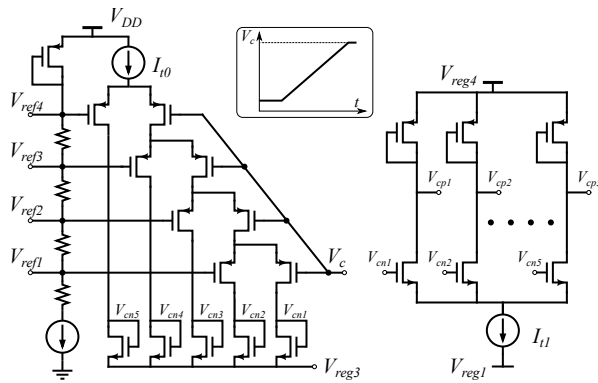 V_DD
I_t0
V_c
t
V_ref4
V_ref3
V_ref2
V_ref1
V_c
V_cn5
V_cn4
V_cn3
V_cn2
V_cn1
V_reg3
V_reg4
V_cp1
V_cp2
V_cp.
V_cn1
V_cn2
V_cn5
I_t1
V_reg1